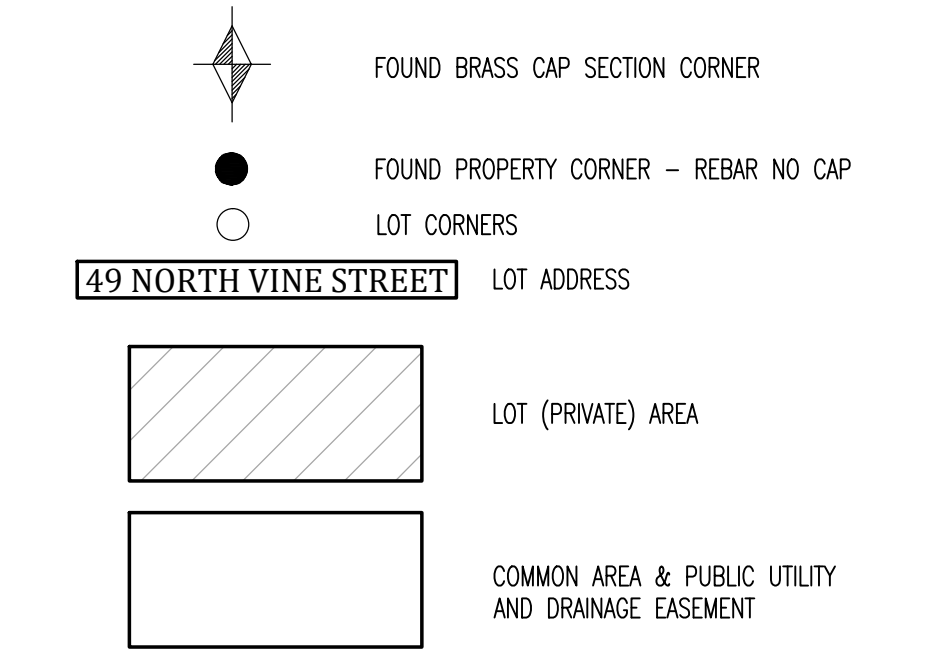 FOUND BRASS CAP SECTION CORNER
FOUND PROPERTY CORNER – REBAR NO CAP
LOT CORNERS
49 NORTH VINE STREET LOT ADDRESS
LOT (PRIVATE) AREA
COMMON AREA & PUBLIC UTILITY
AND DRAINAGE EASEMENT